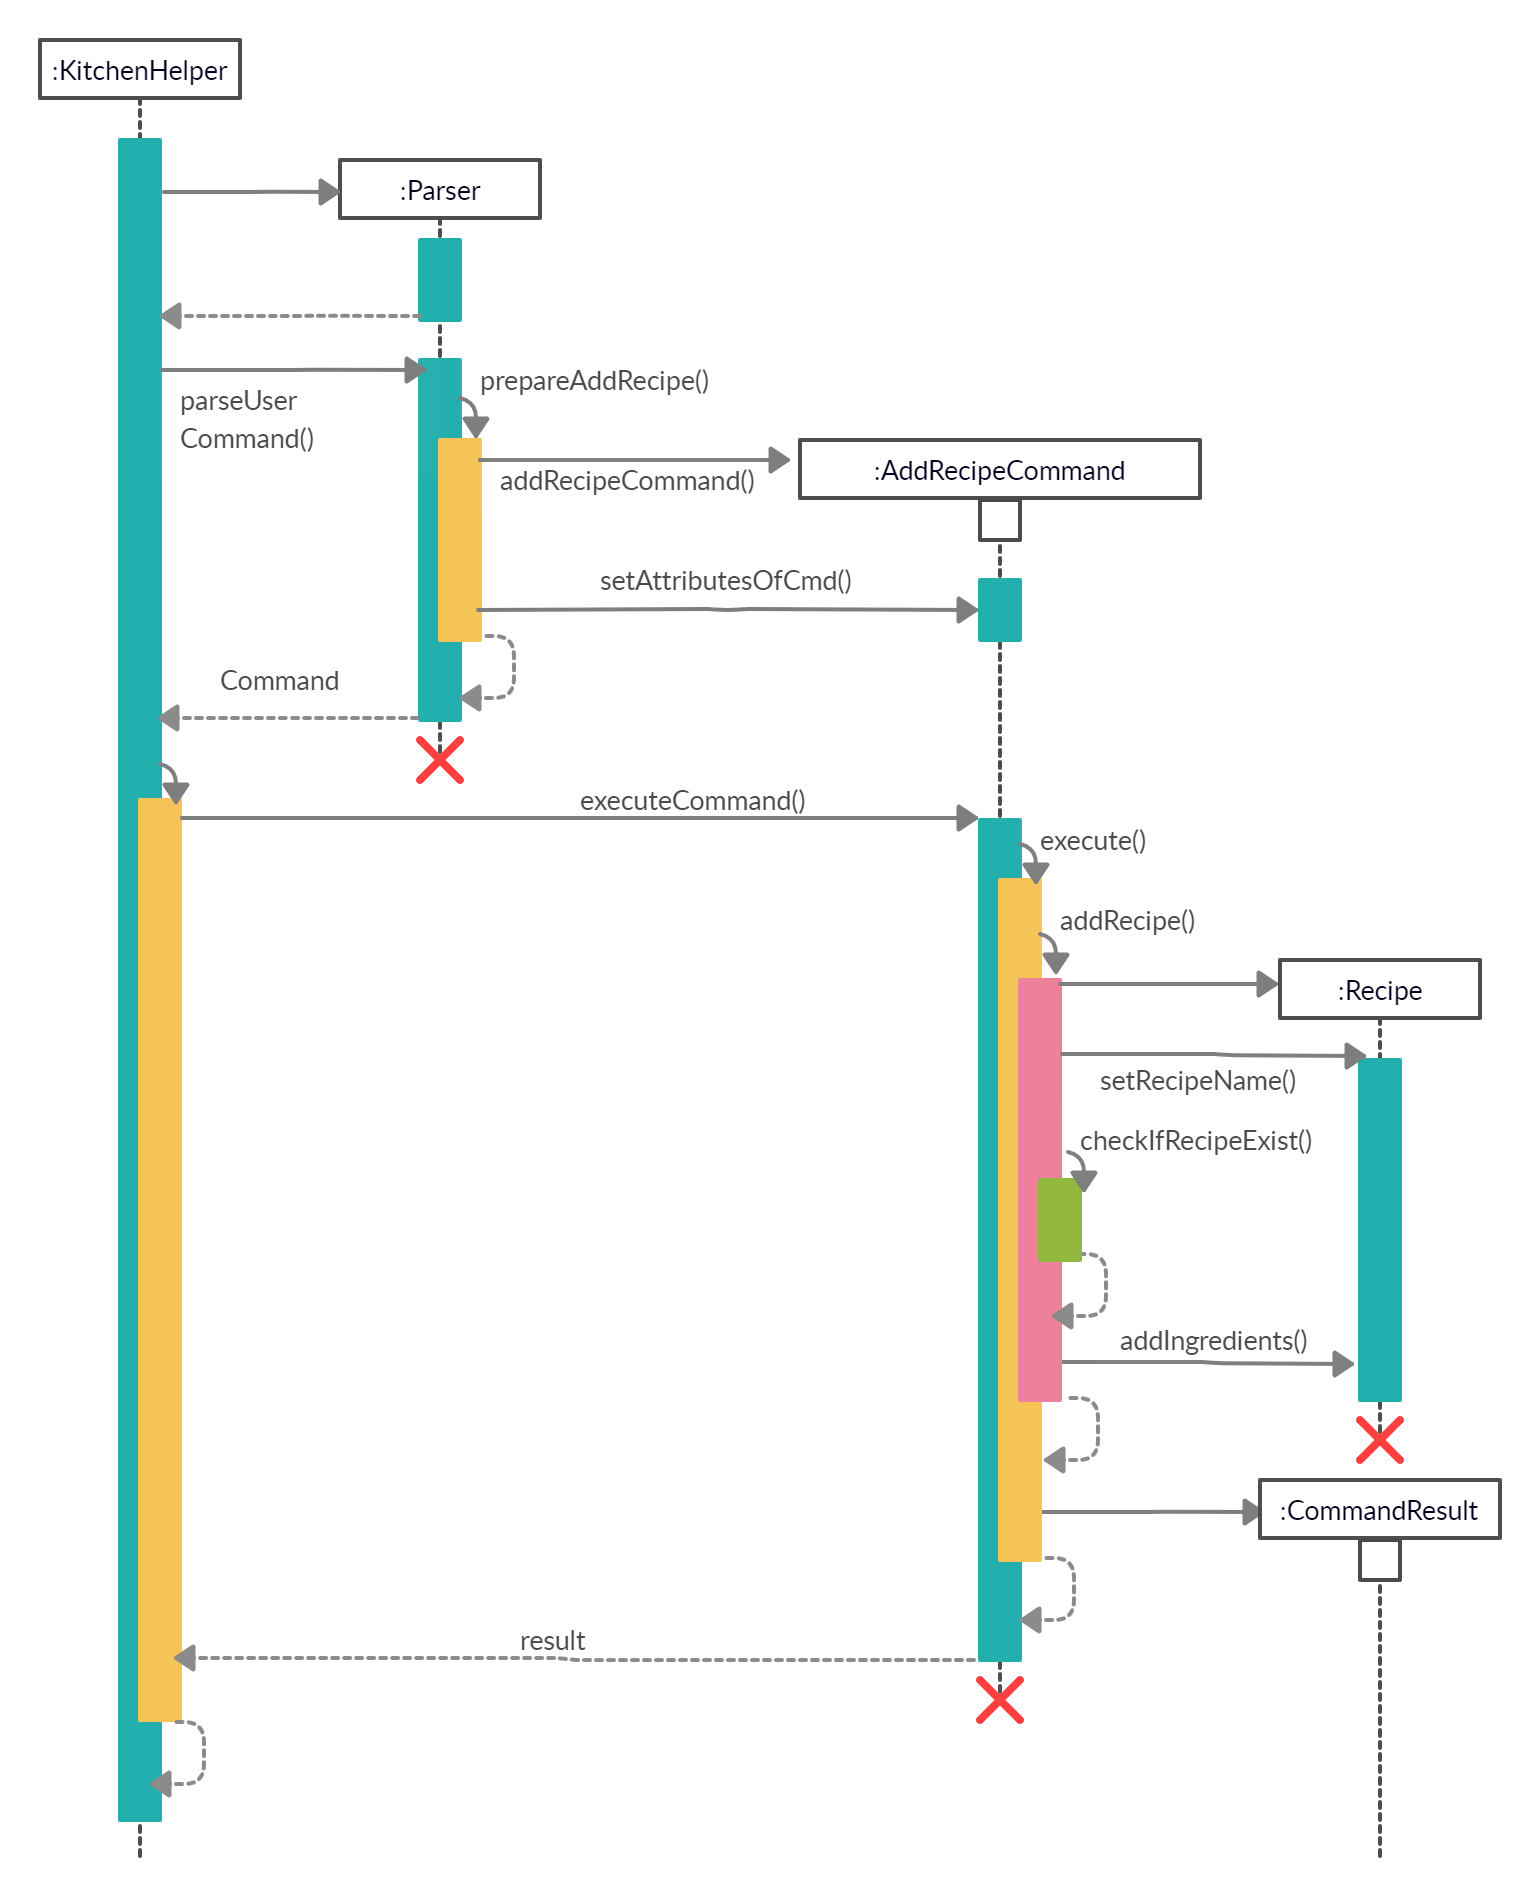 :KitchenHelper
:Parser
parseUser
Command()
prepareAddRecipe()
addRecipeCommand()
:AddRecipeCommand
setAttributesOfCmd()
Command
executeCommand()
execute()
addRecipe()
:Recipe
setRecipeName()
checkIfRecipeExist()
addIngredients()
:CommandResult
result